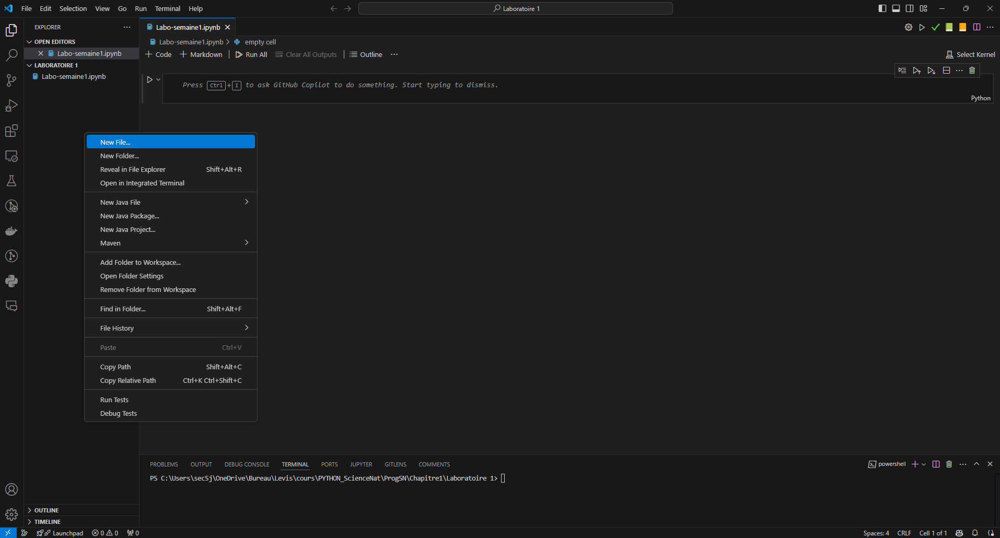 File Edit Selection View Go Run Terminal Help
Laboratoire 1
EXPLORER
OPEN EDITORS
Labo-semaine1.ipynb
LABORATOIRE 1
Labo-semaine1.ipynb
Labo-semaine1.ipynb
Labo-semaine1.ipynb > empty cell
+ Code + Markdown Run All Clear All Outputs Outline ...
Select Kernel
Press Ctrl+I to ask GitHub Copilot to do something. Start typing to dismiss.
Python
New File...
New Folder...
Reveal in File Explorer Shift+Alt+R
Open in Integrated Terminal
New Java File
New Java Package...
New Java Project...
Maven
Add Folder to Workspace...
Open Folder Settings
Remove Folder from Workspace
Find in Folder... Shift+Alt+F
File History
Paste Ctrl+V
Copy Path Shift+Alt+C
Copy Relative Path Ctrl+K Ctrl+Shift+C
Run Tests
Debug Tests
PROBLEMS OUTPUT DEBUG CONSOLE TERMINAL PORTS JUPYTER GITLENS COMMENTS
powershell
PS C:\Users\sec5j\OneDrive\Bureau\Levis\cours\PYTHON_ScienceNat\ProgSN\Chapitre1\Laboratoire 1>
OUTLINE
TIMELINE
Launchpad 0 0 0
Spaces: 4 CRLF Cell 1 of 1